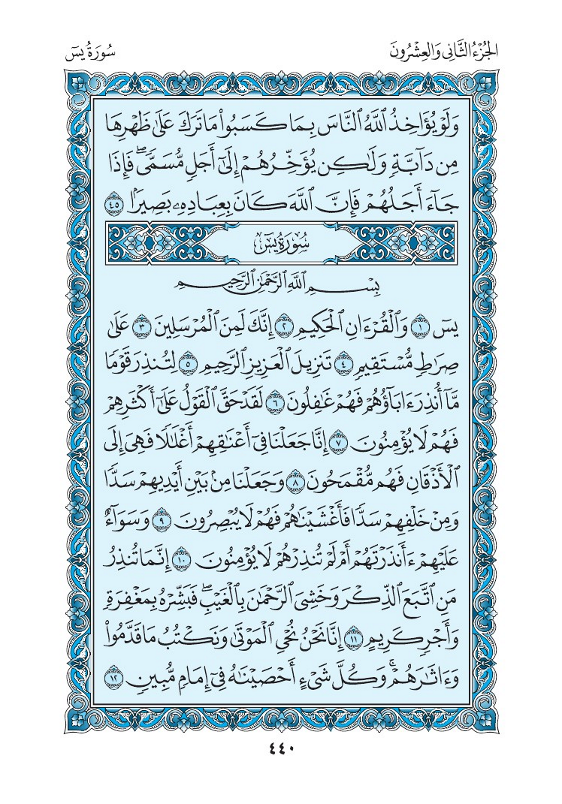 الجُزْءُ الثَّانِي وَالعِشْرُونَ
سُورَةُ يسٓ
وَلَوْ يُؤَاخِذُ ٱللَّهُ ٱلنَّاسَ بِمَا كَسَبُوا۟ مَا تَرَكَ عَلَىٰ ظَهْرِهَا
مِن دَآبَّةٍ وَلَٰكِن يُؤَخِّرُهُمْ إِلَىٰٓ أَجَلٍ مُّسَمًّى ۖ فَإِذَا
جَآءَ أَجَلُهُمْ فَإِنَّ ٱللَّهَ كَانَ بِعِبَادِهِۦ بَصِيرًۢا ٤٥
سُورَةُ يسٓ
بِسْمِ ٱللَّهِ ٱلرَّحْمَٰنِ ٱلرَّحِيمِ
يسٓ ١ وَٱلْقُرْءَانِ ٱلْحَكِيمِ ٢ إِنَّكَ لَمِنَ ٱلْمُرْسَلِينَ ٣ عَلَىٰ
صِرَٰطٍ مُّسْتَقِيمٍ ٤ تَنزِيلَ ٱلْعَزِيزِ ٱلرَّحِيمِ ٥ لِتُنذِرَ قَوْمًا
مَّآ أُنذِرَ ءَابَآؤُهُمْ فَهُمْ غَٰفِلُونَ ٦ لَقَدْ حَقَّ ٱلْقَوْلُ عَلَىٰٓ أَكْثَرِهِمْ
فَهُمْ لَا يُؤْمِنُونَ ٧ إِنَّا جَعَلْنَا فِىٓ أَعْنَٰقِهِمْ أَغْلَٰلًا فَهِىَ إِلَى
ٱلْأَذْقَانِ فَهُم مُّقْمَحُونَ ٨ وَجَعَلْنَا مِنۢ بَيْنِ أَيْدِيهِمْ سَدًّا
وَمِنْ خَلْفِهِمْ سَدًّا فَأَغْشَيْنَٰهُمْ فَهُمْ لَا يُبْصِرُونَ ٩ وَسَوَآءٌ
عَلَيْهِمْ ءَأَنذَرْتَهُمْ أَمْ لَمْ تُنذِرْهُمْ لَا يُؤْمِنُونَ ١٠ إِنَّمَا تُنذِرُ
مَنِ ٱتَّبَعَ ٱلذِّكْرَ وَخَشِىَ ٱلرَّحْمَٰنَ بِٱلْغَيْبِ ۖ فَبَشِّرْهُ بِمَغْفِرَةٍ
وَأَجْرٍ كَرِيمٍ ١١ إِنَّا نَحْنُ نُحْىِ ٱلْمَوْتَىٰ وَنَكْتُبُ مَا قَدَّمُوا۟
وَءَاثَٰرَهُمْ ۚ وَكُلَّ شَىْءٍ أَحْصَيْنَٰهُ فِىٓ إِمَامٍ مُّبِينٍ ١٢
٤٤٠